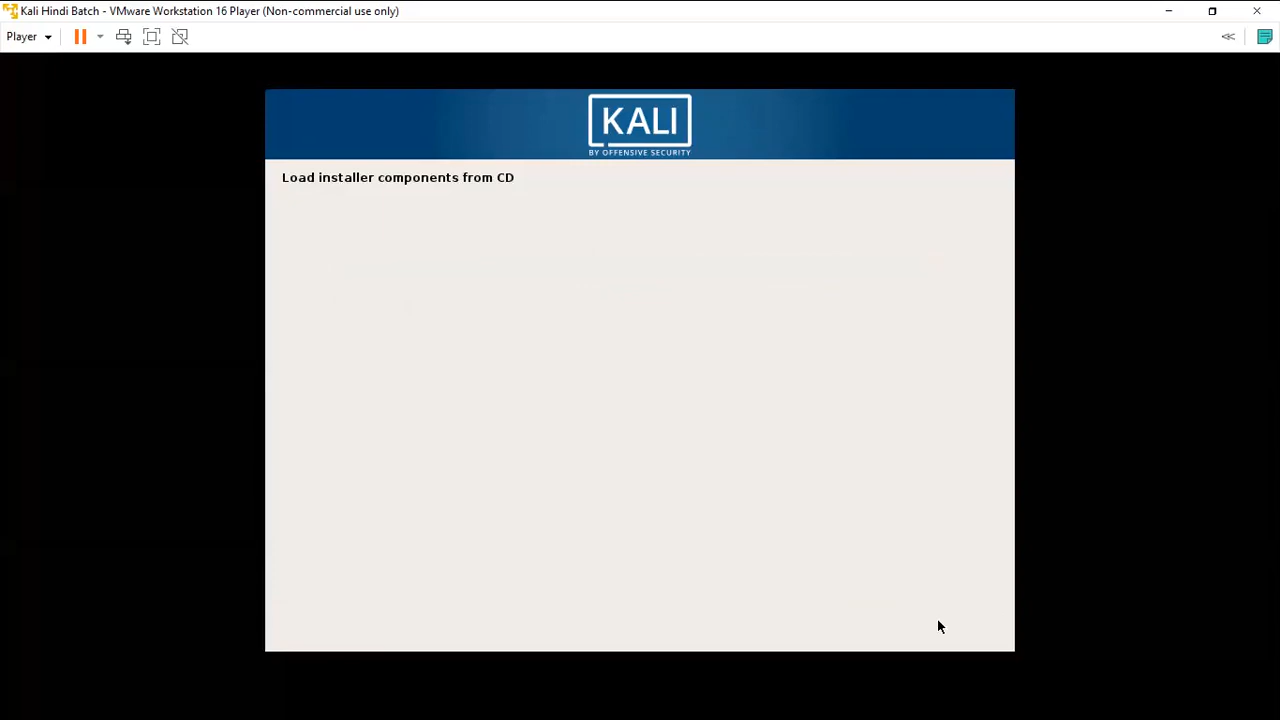 Kali Hindi Batch - VMware Workstation 16 Player (Non-commercial use only)
Player
KALI
BY OFFENSIVE SECURITY
Load installer components from CD